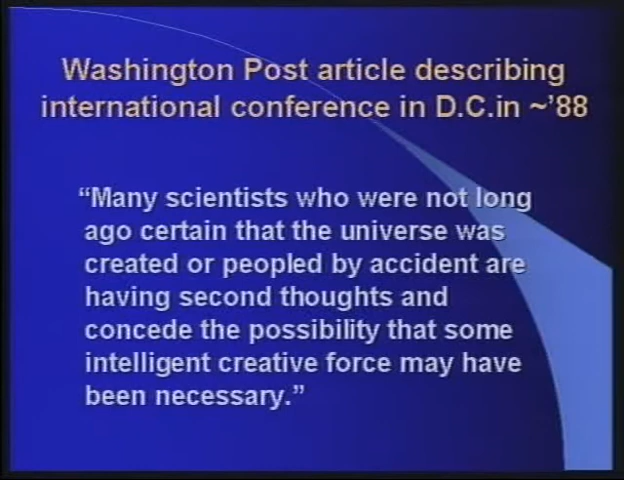 Washington Post article describing
international conference in D.C.in ~’88
“Many scientists who were not long
ago certain that the universe was
created or peopled by accident are
having second thoughts and
concede the possibility that some
intelligent creative force may have
been necessary.”